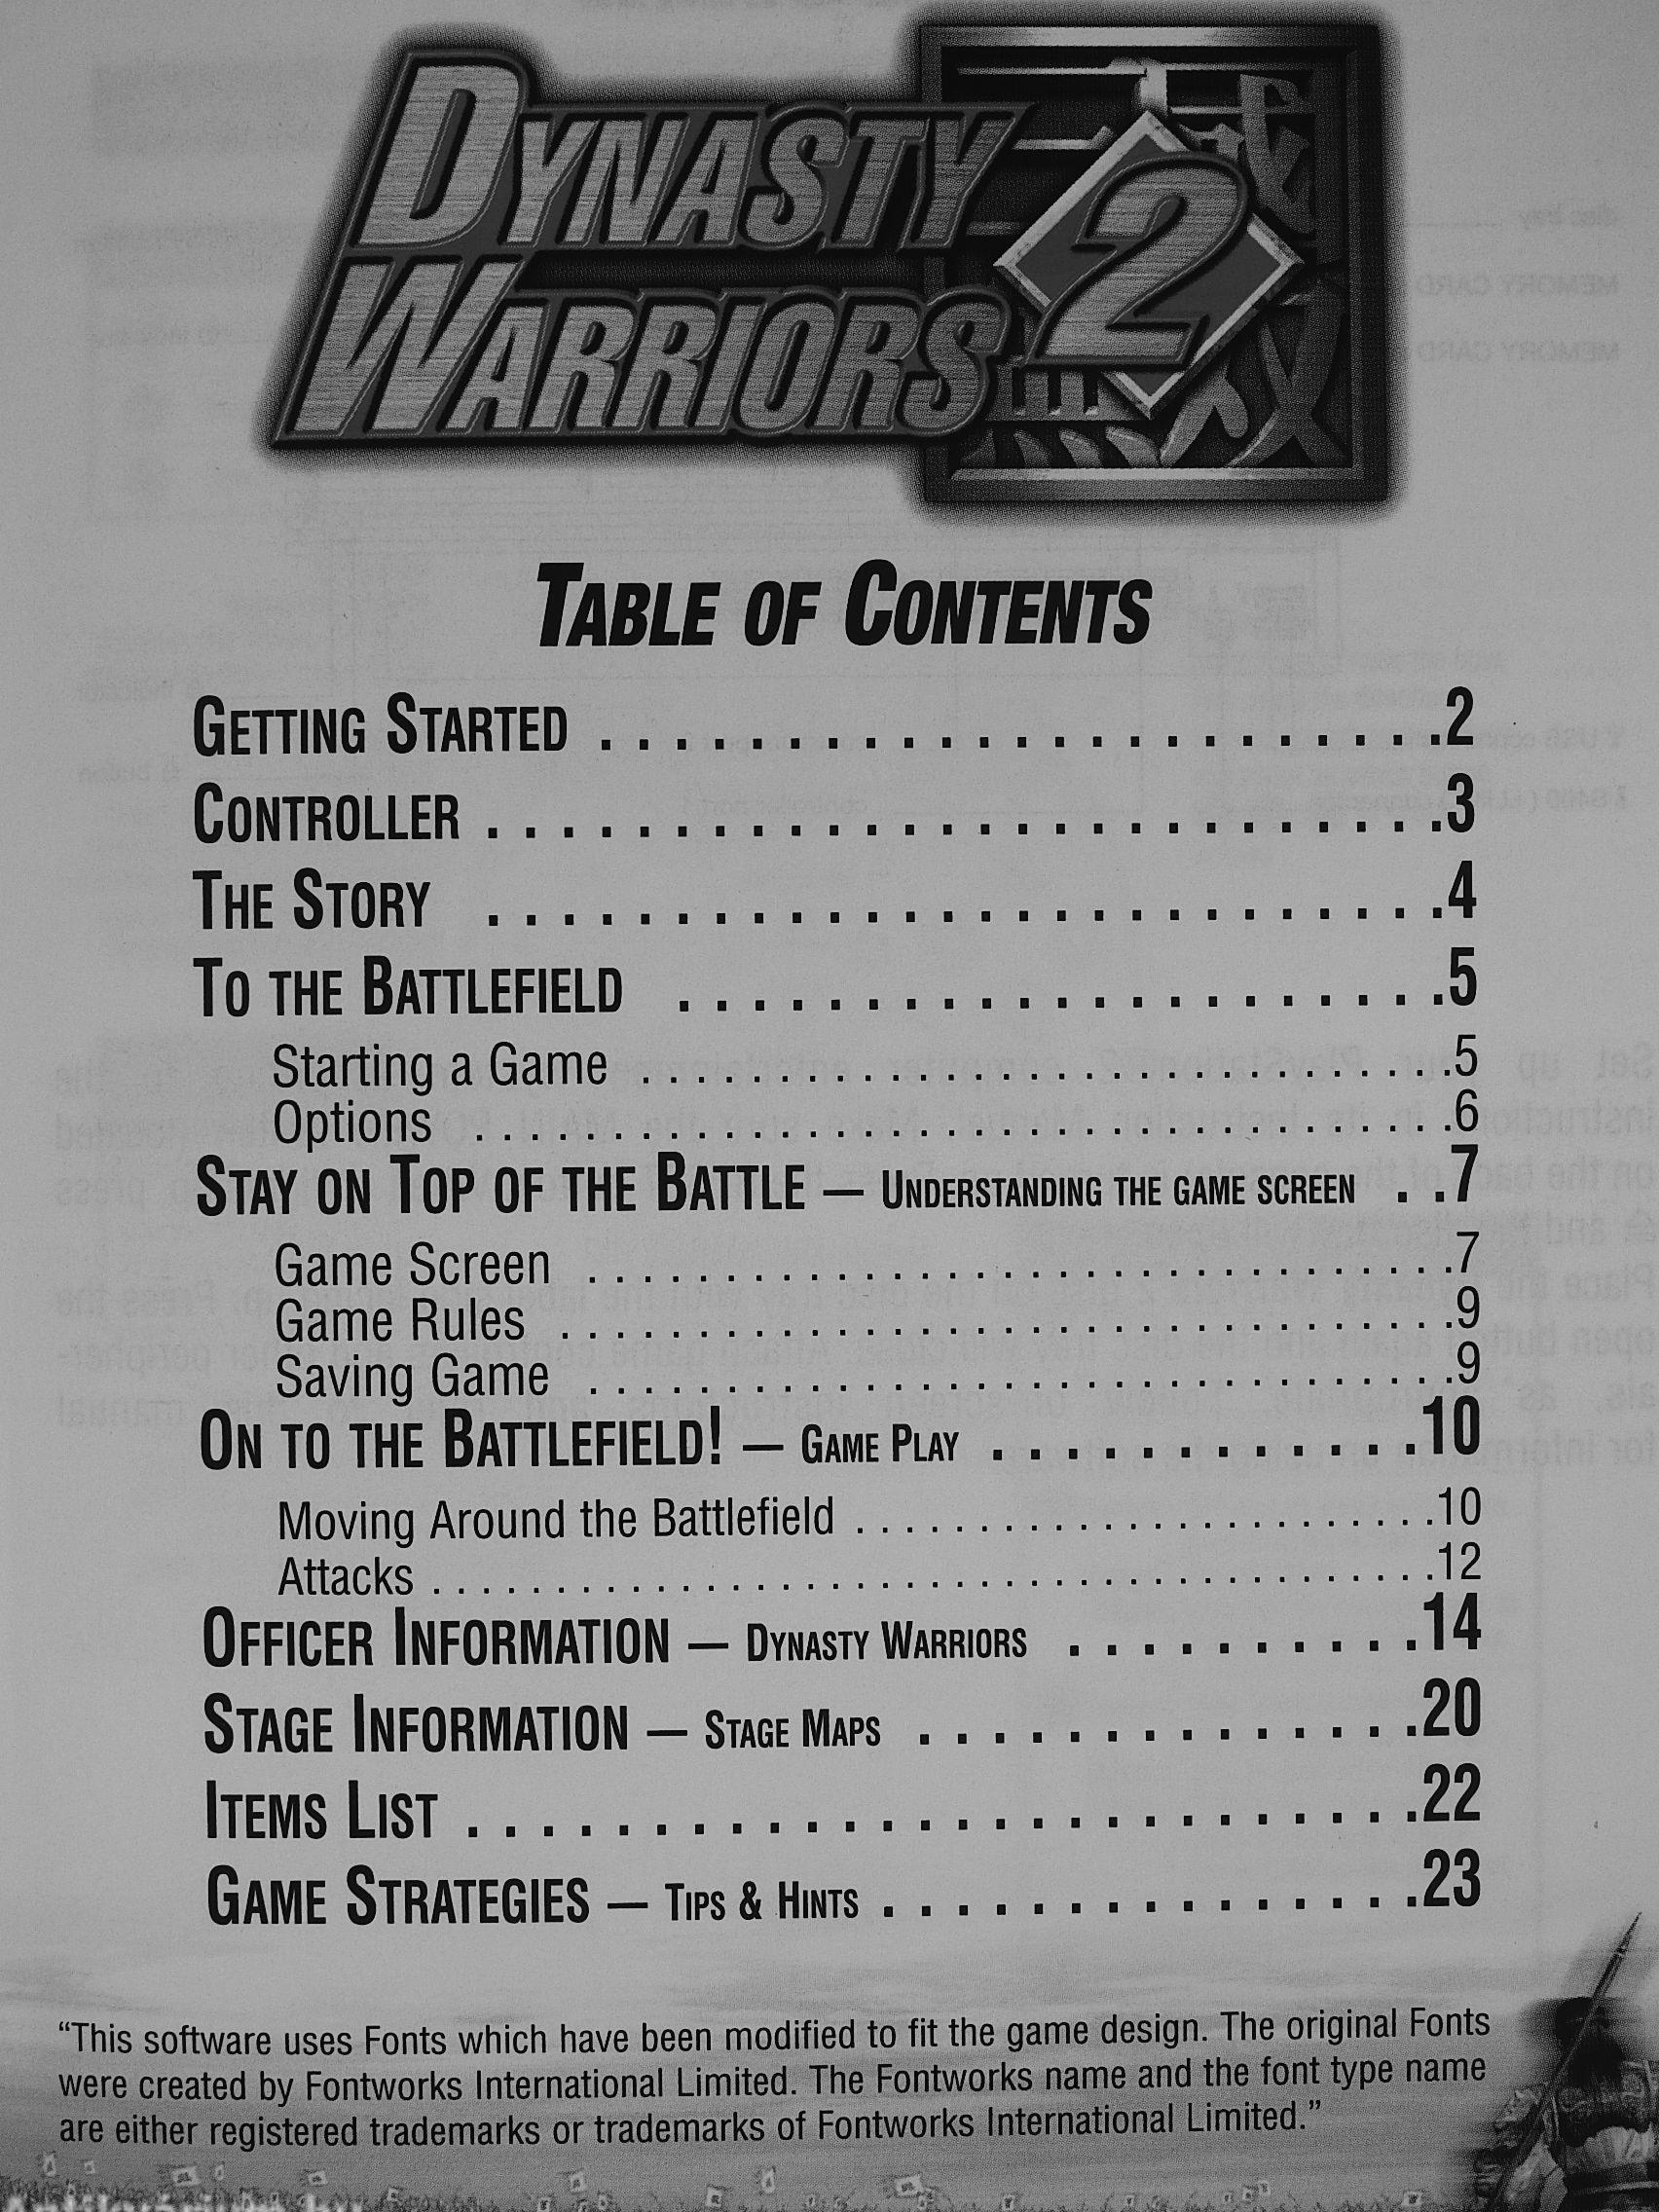 DYNASTY
WARRIORS 2
TABLE OF CONTENTS
GETTING STARTED . . . . . . . . . . . . . . . . . . . . . . .2
CONTROLLER . . . . . . . . . . . . . . . . . . . . . . . . . .3
THE STORY . . . . . . . . . . . . . . . . . . . . . . . . . .4
TO THE BATTLEFIELD . . . . . . . . . . . . . . . . . . . . .5
Starting a Game . . . . . . . . . . . . . . . . . . . . . . . . . . . . . . . .5
Options . . . . . . . . . . . . . . . . . . . . . . . . . . . . . . . . . . . . . . . .6
STAY ON TOP OF THE BATTLE — UNDERSTANDING THE GAME SCREEN . .7
Game Screen . . . . . . . . . . . . . . . . . . . . . . . . . . . . . . . . . . .7
Game Rules . . . . . . . . . . . . . . . . . . . . . . . . . . . . . . . . . . . .9
Saving Game . . . . . . . . . . . . . . . . . . . . . . . . . . . . . . . . . . .9
ON TO THE BATTLEFIELD! — GAME PLAY . . . . . . . . . . . .10
Moving Around the Battlefield . . . . . . . . . . . . . . . . . . . . . . . .10
Attacks . . . . . . . . . . . . . . . . . . . . . . . . . . . . . . . . . . . . . . . .12
OFFICER INFORMATION — DYNASTY WARRIORS . . . . . . . . . .14
STAGE INFORMATION — STAGE MAPS . . . . . . . . . . . . . .20
ITEMS LIST . . . . . . . . . . . . . . . . . . . . . . . . . .22
GAME STRATEGIES — TIPS & HINTS . . . . . . . . . . . . . . .23
“This software uses Fonts which have been modified to fit the game design. The original Fonts
were created by Fontworks International Limited. The Fontworks name and the font type name
are either registered trademarks or trademarks of Fontworks International Limited.”